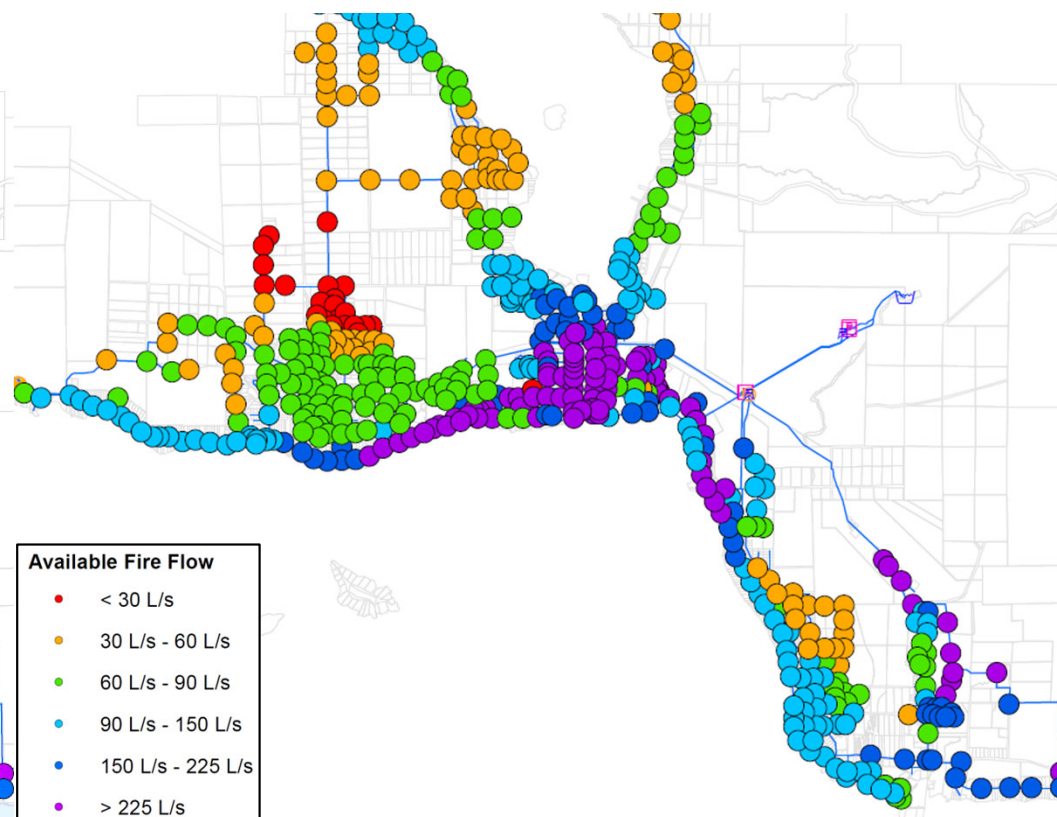 Available Fire Flow
< 30 L/s
30 L/s - 60 L/s
60 L/s - 90 L/s
90 L/s - 150 L/s
150 L/s - 225 L/s
> 225 L/s